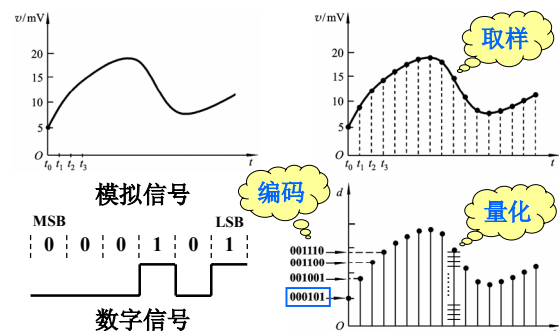 v/mV
20
15
10
5
O
t₀ t₁ t₂ t₃
t
模拟信号
v/mV
20
15
10
5
O
t₀ t₁ t₂ t₃
t
取样
编码
MSB
LSB
0 0 0 1 0 1
数字信号
d
量化
001110
001100
001001
000101
O